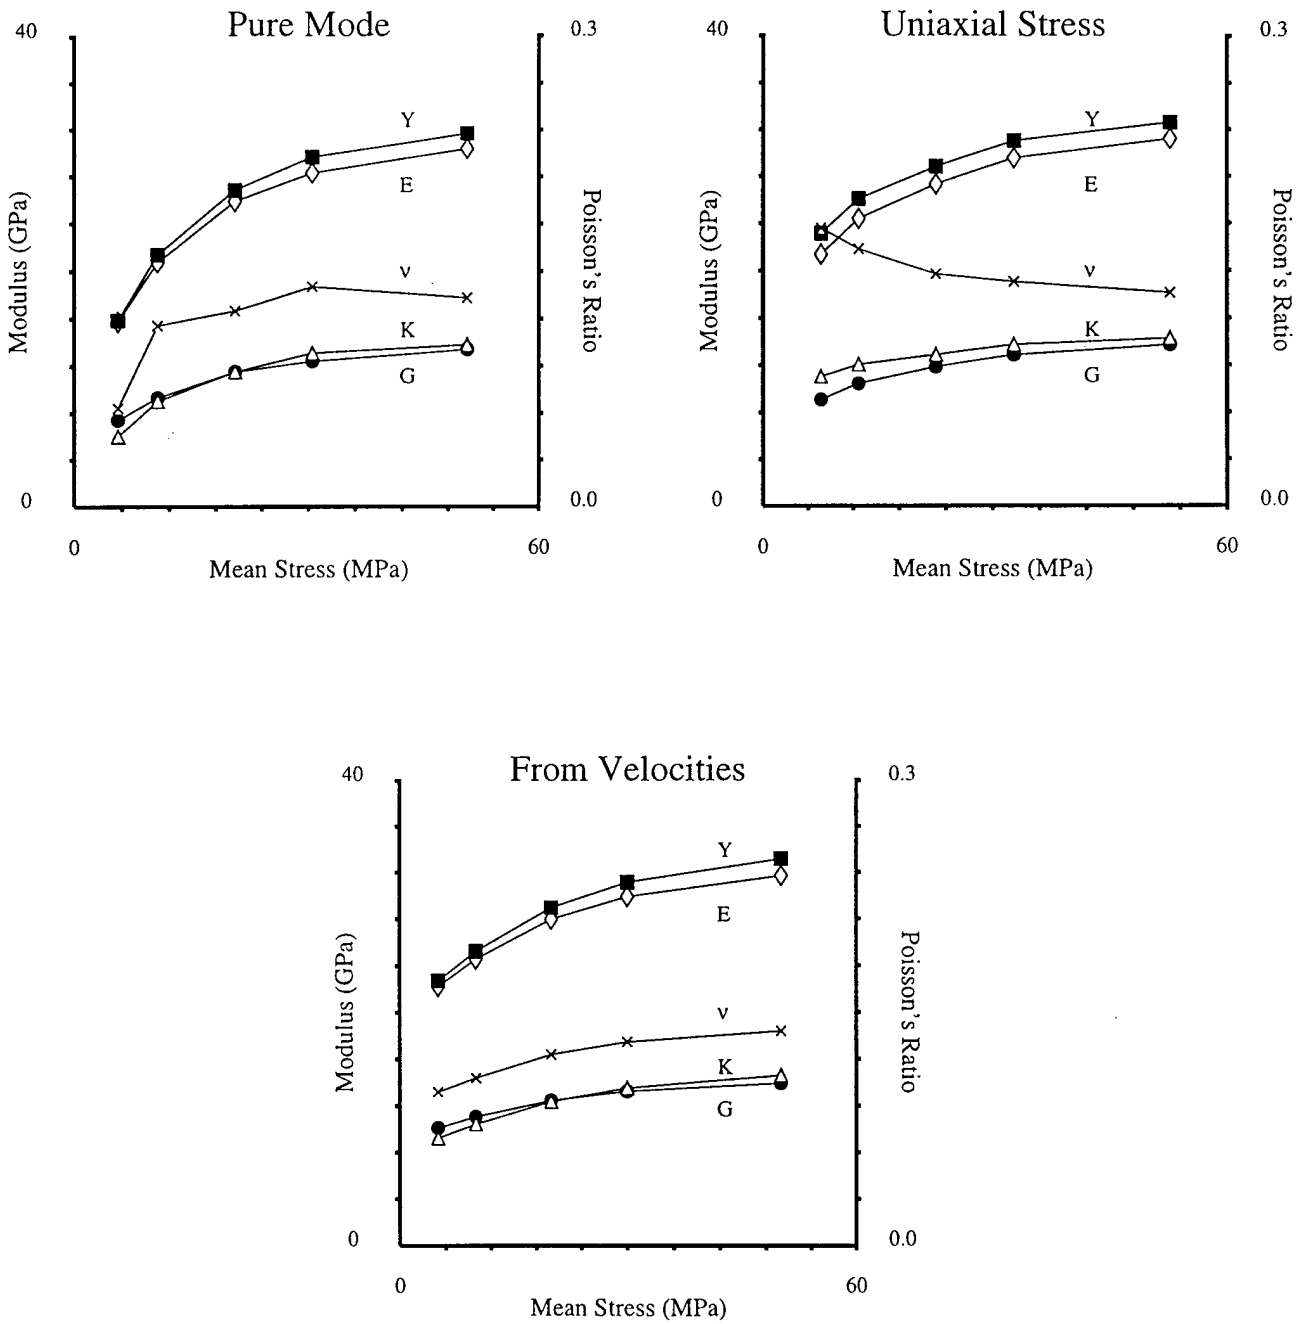 Pure Mode
40
0.3
Y
E
ν
K
G
Modulus (GPa)
Poisson's Ratio
0
0.0
0
60
Mean Stress (MPa)
Uniaxial Stress
40
0.3
Y
E
ν
K
G
Modulus (GPa)
Poisson's Ratio
0
0.0
0
60
Mean Stress (MPa)
From Velocities
40
0.3
Y
E
ν
K
G
Modulus (GPa)
Poisson's Ratio
0
0.0
0
60
Mean Stress (MPa)